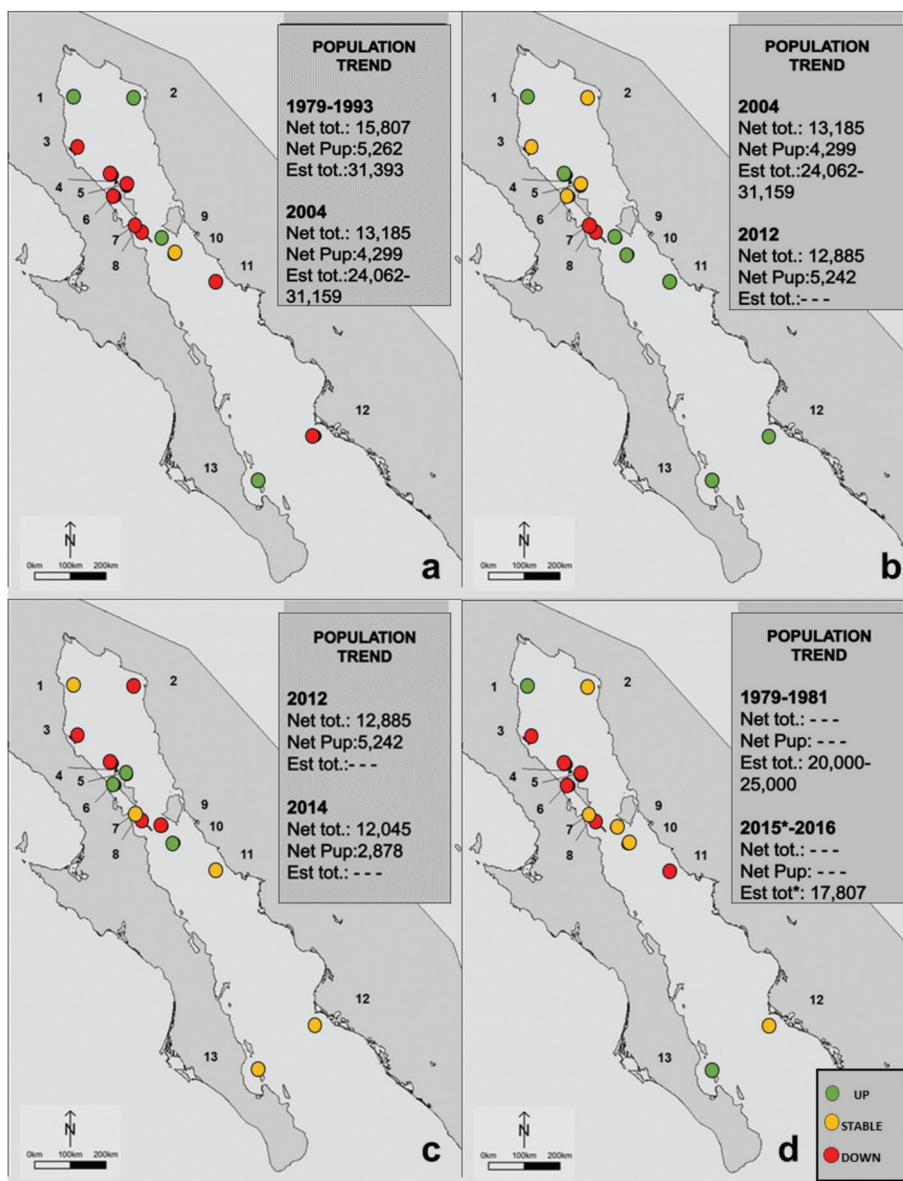 POPULATION
TREND
1979-1993
Net tot.: 15,807
Net Pup:5,262
Est tot.:31,393
2004
Net tot.: 13,185
Net Pup:4,299
Est tot.:24,062-
31,159
1
2
3
4
5
6
7
8
9
10
11
12
13
N
0km 100km 200km
a
POPULATION
TREND
2004
Net tot.: 13,185
Net Pup:4,299
Est tot.:24,062-
31,159
2012
Net tot.: 12,885
Net Pup:5,242
Est tot.:- - -
1
2
3
4
5
6
7
8
9
10
11
12
13
N
0km 100km 200km
b
POPULATION
TREND
2012
Net tot.: 12,885
Net Pup:5,242
Est tot.:- - -
2014
Net tot.: 12,045
Net Pup:2,878
Est tot.: - - -
1
2
3
4
5
6
7
8
9
10
11
12
13
N
0km 100km 200km
c
POPULATION
TREND
1979-1981
Net tot.: - - -
Net Pup: - - -
Est tot.: 20,000-
25,000
2015*-2016
Net tot.: - - -
Net Pup: - - -
Est tot*: 17,807
1
2
3
4
5
6
7
8
9
10
11
12
13
N
0km 100km 200km
d
UP
STABLE
DOWN